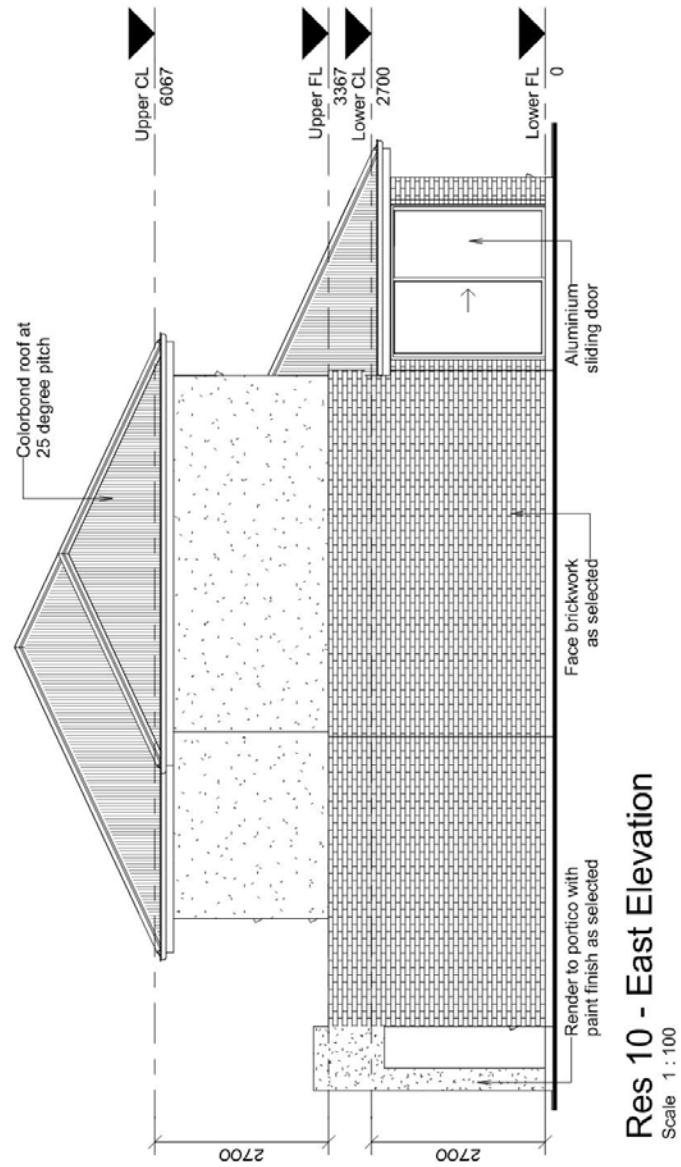 Colorbond roof at
25 degree pitch
Upper CL
6067
Upper FL
3367
Lower CL
2700
Lower FL
0
2700
2700
Render to portico with
paint finish as selected
Face brickwork
as selected
Aluminium
sliding door
Res 10 - East Elevation
Scale 1 : 100